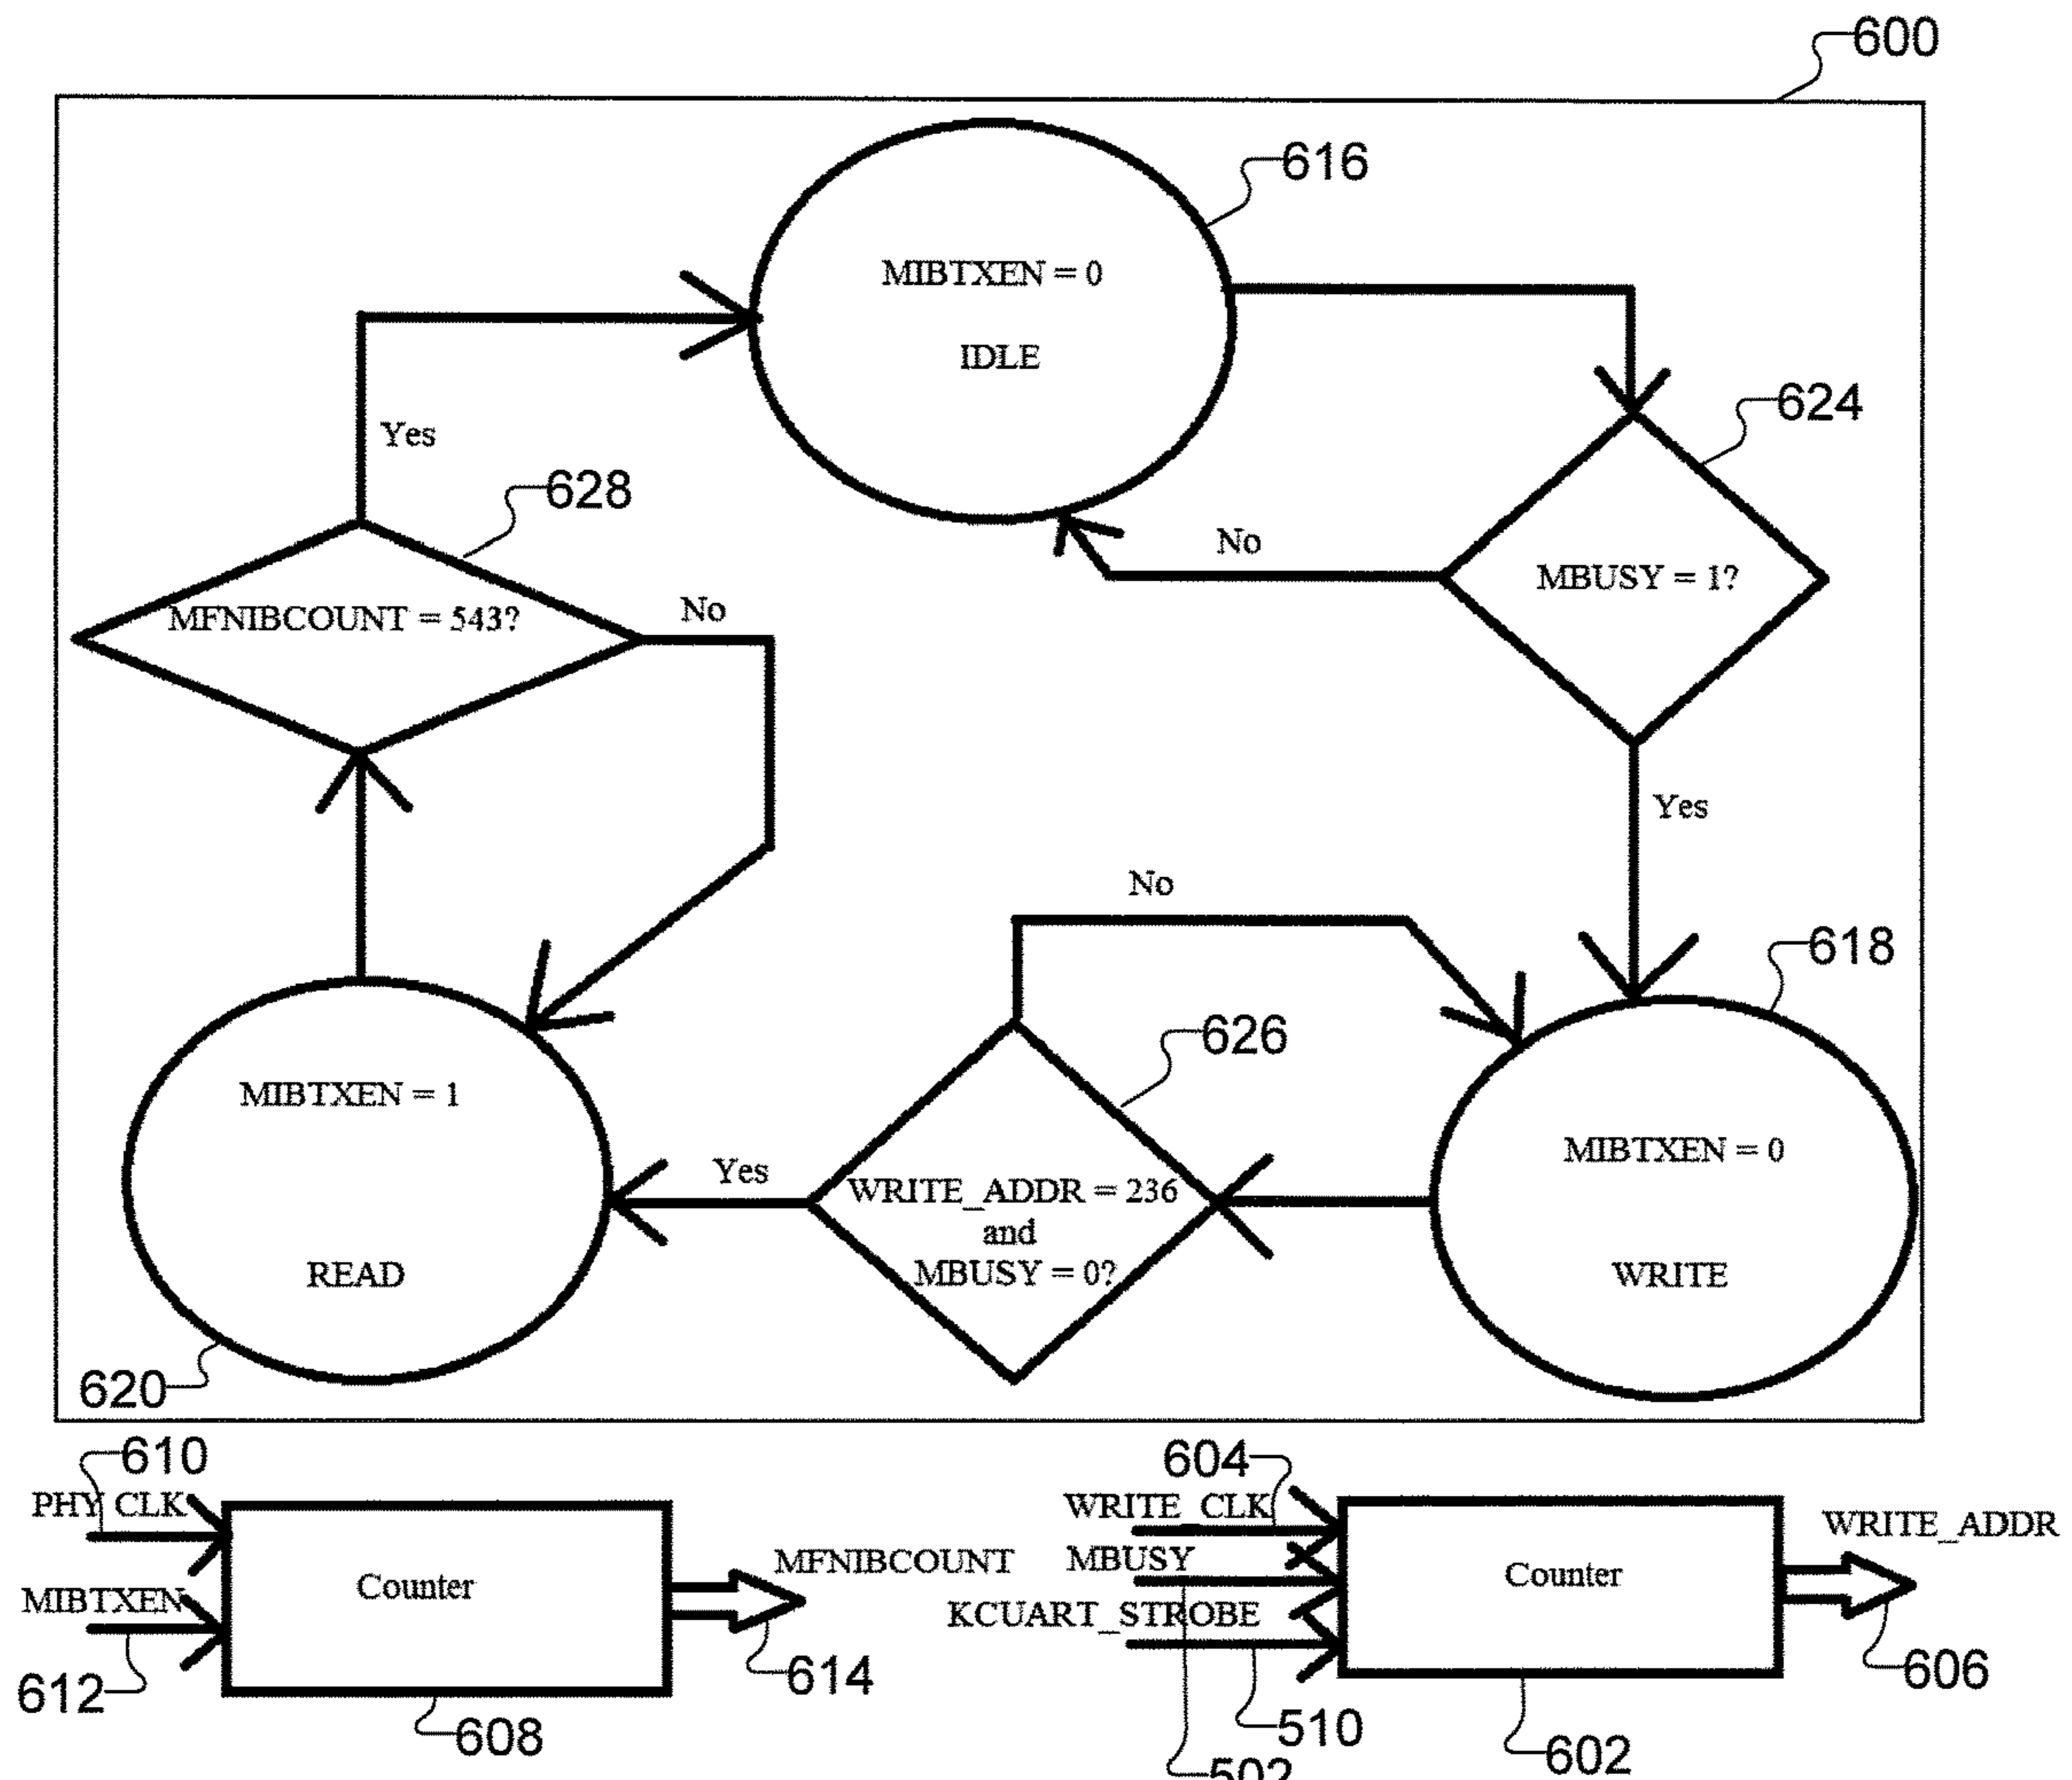 600
616
MIBTXEN = 0
IDLE
624
Yes
628
No
MBUSY = 1?
MFNIBCOUNT = 543?
No
Yes
No
618
626
MIBTXEN = 1
MIBTXEN = 0
Yes
WRITE_ADDR = 236
and
MBUSY = 0?
READ
WRITE
620
610
604
PHY_CLK
WRITE_CLK
WRITE_ADDR
MFNIBCOUNT
MBUSY
Counter
Counter
MIBTXEN
KCUART_STROBE
612
614
606
608
510
602
502